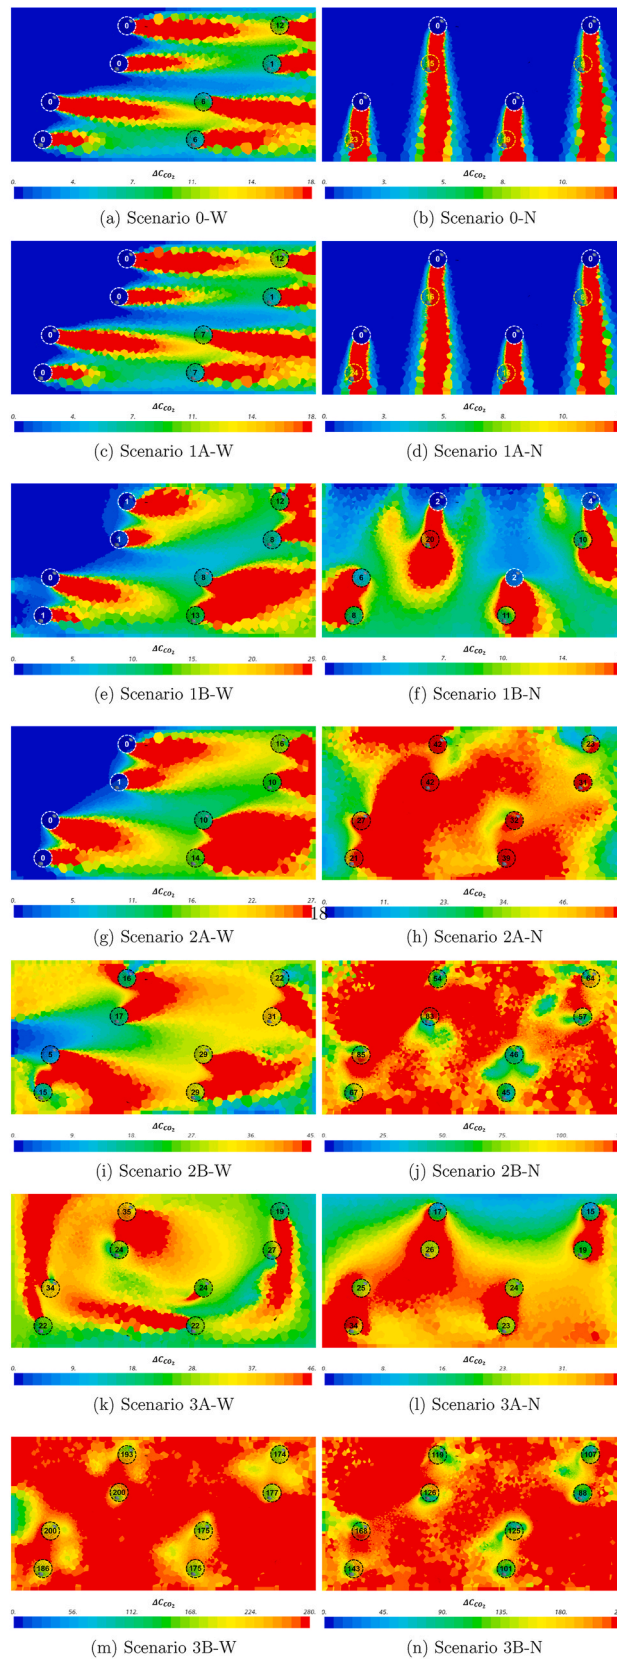 0 12 0 0
0 1 15 8
0 6 0 0
0 6 23
ΔC_CO₂ ΔC_CO₂
0. 4. 7. 11. 14. 18. 0. 3. 5. 8. 10.
(a) Scenario 0-W (b) Scenario 0-N
0 12 0 0
0 1 16
0 7 0 0
0 7 24
ΔC_CO₂ ΔC_CO₂
0. 4. 7. 11. 14. 18. 0. 3. 5. 8. 11.
(c) Scenario 1A-W (d) Scenario 1A-N
1 12 2 4
1 8 20 10
0 8 6 2
1 13 8 11
ΔC_CO₂ ΔC_CO₂
0. 5. 10. 15. 20. 25. 0. 3. 7. 10. 14.
(e) Scenario 1B-W (f) Scenario 1B-N
0 16 42 22
1 10 42 31
0 10 27 32
0 14 21 39
ΔC_CO₂ ΔC_CO₂
0. 5. 11. 16. 22. 27. 0. 11. 23. 34. 46.
18
(g) Scenario 2A-W (h) Scenario 2A-N
16 22 54 64
17 31 83 57
5 29 85 46
15 29 67 45
ΔC_CO₂ ΔC_CO₂
0 9 18 27 36 45 0 25 50 75 100
(i) Scenario 2B-W (j) Scenario 2B-N
35 19 17 15
24 27 26 19
34 24 25 24
22 22 34 23
ΔC_CO₂ ΔC_CO₂
0. 9. 18. 28. 37. 46. 0. 8. 16. 23. 31.
(k) Scenario 3A-W (l) Scenario 3A-N
193 174 119 107
200 177 126 88
200 175 168 125
186 175 143 101
ΔC_CO₂ ΔC_CO₂
0. 56. 112. 168. 224. 280. 0. 45. 90. 135. 180.
(m) Scenario 3B-W (n) Scenario 3B-N